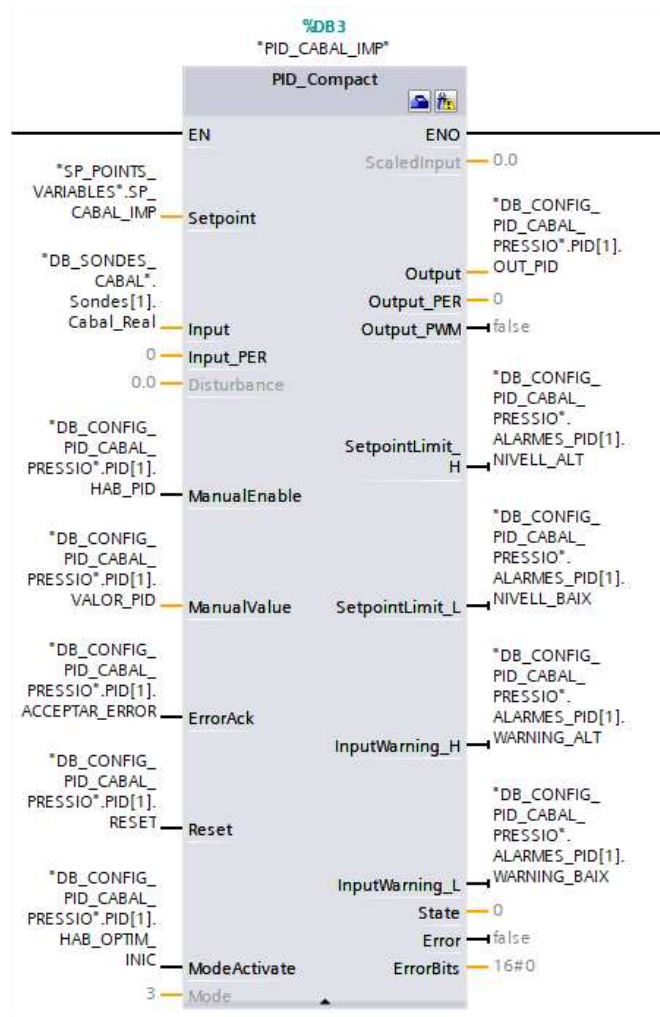 %DB3
"PID_CABAL_IMP"
PID_Compact
EN
ENO
ScaledInput
0.0
"SP_POINTS_
VARIABLES".SP_
CABAL_IMP
Setpoint
"DB_CONFIG_
PID_CABAL_
PRESSIO".PID[1].
OUT_PID
Output
"DB_SONDES_
CABAL".
Sondes[1].
Cabal_Real
Input
Output_PER
0
Output_PWM
false
0
Input_PER
0.0
Disturbance
"DB_CONFIG_
PID_CABAL_
PRESSIO".
ALARMES_PID[1].
NIVELL_ALT
SetpointLimit_
H
"DB_CONFIG_
PID_CABAL_
PRESSIO".PID[1].
HAB_PID
ManualEnable
"DB_CONFIG_
PID_CABAL_
PRESSIO".
ALARMES_PID[1].
NIVELL_BAIX
SetpointLimit_L
"DB_CONFIG_
PID_CABAL_
PRESSIO".PID[1].
VALOR_PID
ManualValue
"DB_CONFIG_
PID_CABAL_
PRESSIO".
ALARMES_PID[1].
WARNING_ALT
InputWarning_H
"DB_CONFIG_
PID_CABAL_
PRESSIO".PID[1].
ACCEPTAR_ERROR
ErrorAck
"DB_CONFIG_
PID_CABAL_
PRESSIO".PID[1].
RESET
Reset
"DB_CONFIG_
PID_CABAL_
PRESSIO".
ALARMES_PID[1].
WARNING_BAIX
InputWarning_L
State
0
Error
false
"DB_CONFIG_
PID_CABAL_
PRESSIO".PID[1].
HAB_OPTIM_
INIC
ModeActivate
ErrorBits
16#0
3
Mode